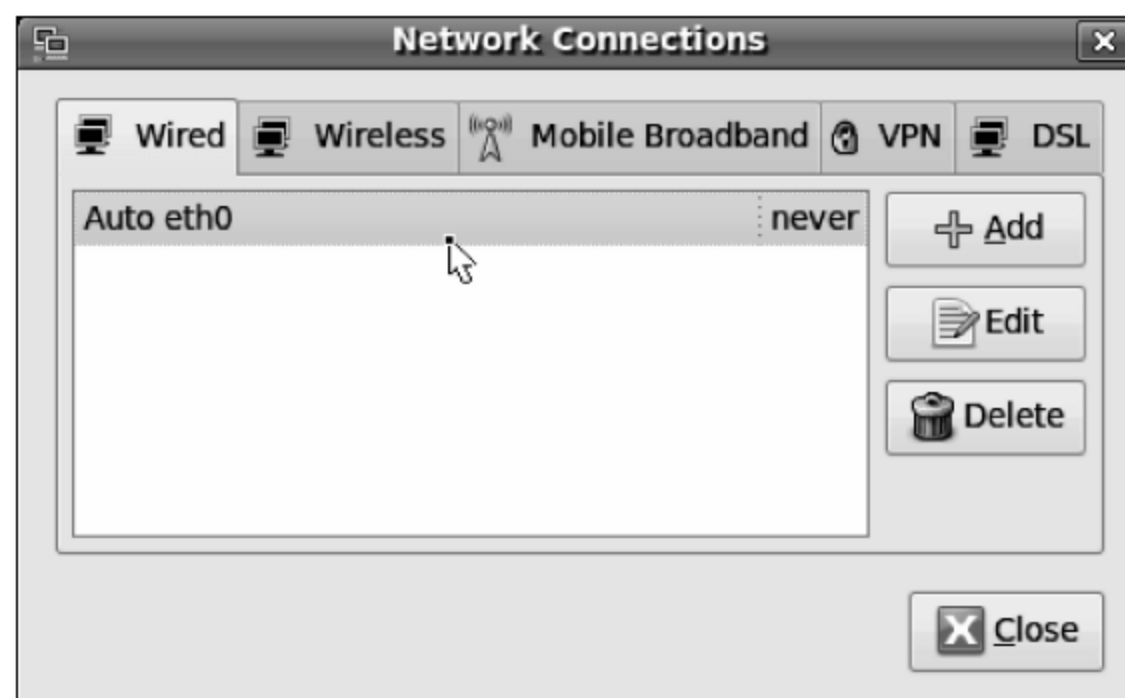 Network Connections
Wired Wireless Mobile Broadband VPN DSL
Auto eth0 never
Add
Edit
Delete
Close